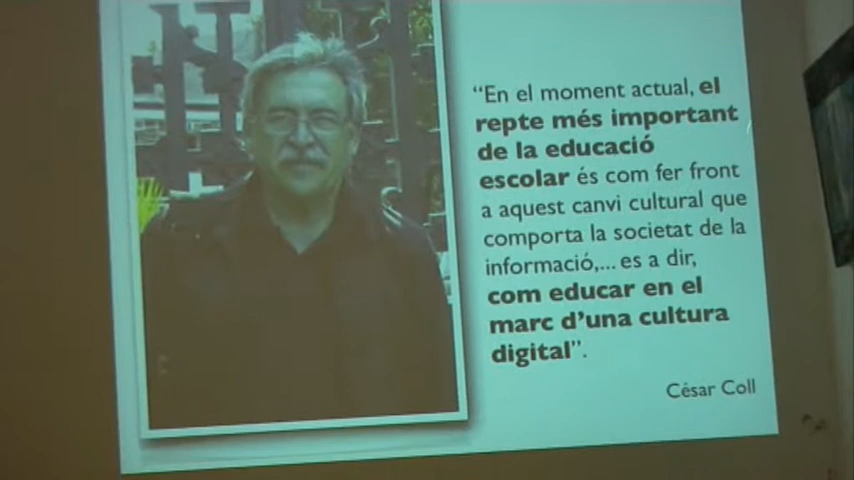 “En el moment actual, el
repte més important
de la educació
escolar és com fer front
a aquest canvi cultural que
comporta la societat de la
informació,... es a dir,
com educar en el
marc d’una cultura
digital”.
César Coll